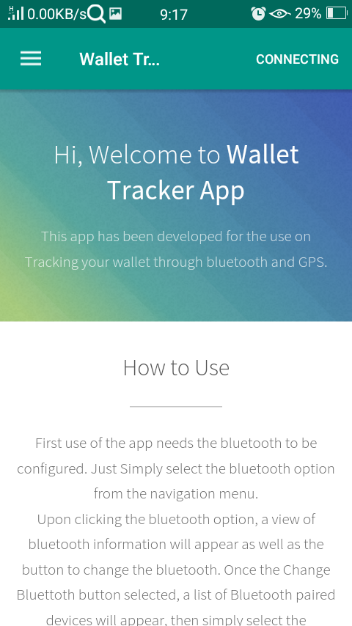 H
0.00KB/s
9:17
29%
Wallet Tr...
CONNECTING
Hi, Welcome to Wallet
Tracker App
This app has been developed for the use on
Tracking your wallet through bluetooth and GPS.
How to Use
First use of the app needs the bluetooth to be
configured. Just Simply select the bluetooth option
from the navigation menu.
Upon clicking the bluetooth option, a view of
bluetooth information will appear as well as the
button to change the bluetooth. Once the Change
Bluettoth button selected, a list of Bluetooth paired
devices will appear, then simply select the